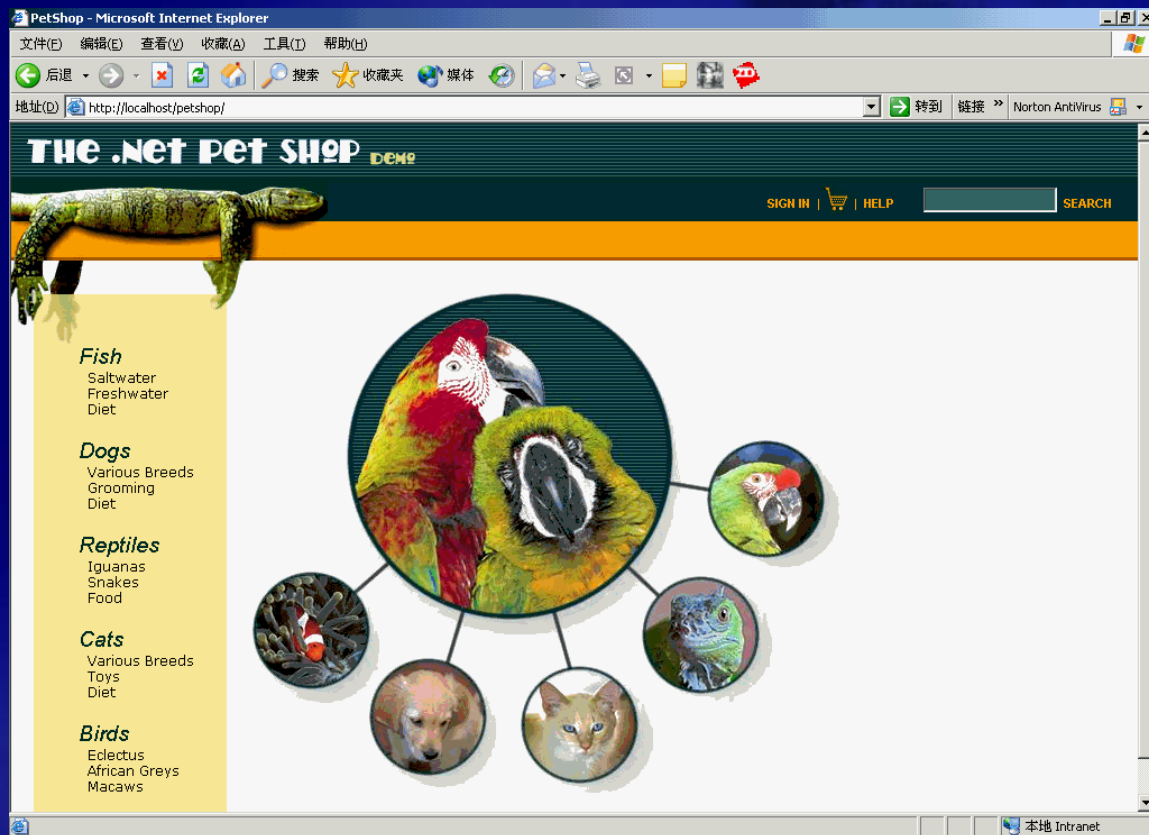 PetShop - Microsoft Internet Explorer
文件(F) 编辑(E) 查看(V) 收藏(A) 工具(T) 帮助(H)
后退 搜索 收藏夹 媒体
地址(D) http://localhost/petshop/ 转到 链接 » Norton AntiVirus
THE .NET PET SHOP DEMO
SIGN IN | | HELP SEARCH
Fish
Saltwater
Freshwater
Diet
Dogs
Various Breeds
Grooming
Diet
Reptiles
Iguanas
Snakes
Food
Cats
Various Breeds
Toys
Diet
Birds
Eclectus
African Greys
Macaws
本地 Intranet